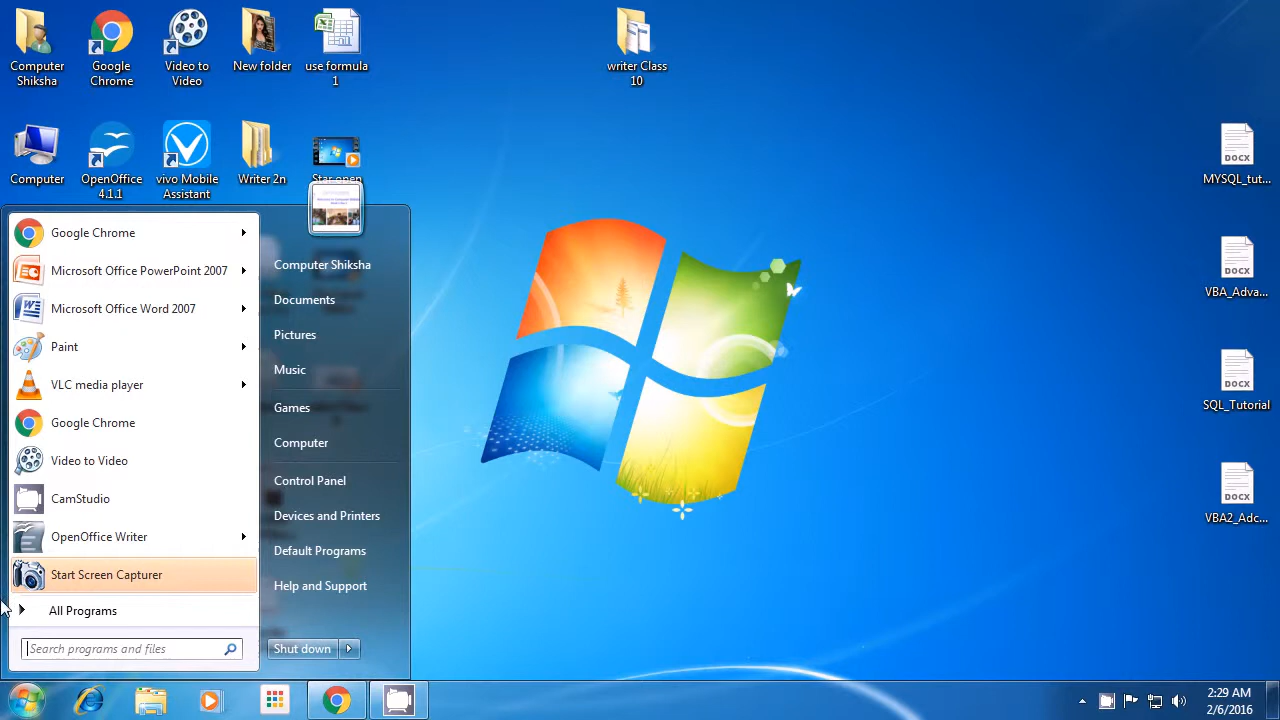 Computer
Shiksha
Google
Chrome
Video to
Video
New folder
use formula
1
writer Class
10
Computer
OpenOffice
4.1.1
vivo Mobile
Assistant
Writer 2n
Star open
DOCX
MYSQL_tut...
DOCX
VBA_Adva...
DOCX
SQL_Tutorial
DOCX
VBA2_Adc...
Google Chrome
Microsoft Office PowerPoint 2007
Microsoft Office Word 2007
Paint
VLC media player
Google Chrome
Video to Video
CamStudio
OpenOffice Writer
Start Screen Capturer
All Programs
Search programs and files
Computer Shiksha
Documents
Pictures
Music
Games
Computer
Control Panel
Devices and Printers
Default Programs
Help and Support
Shut down
2:29 AM
2/6/2016